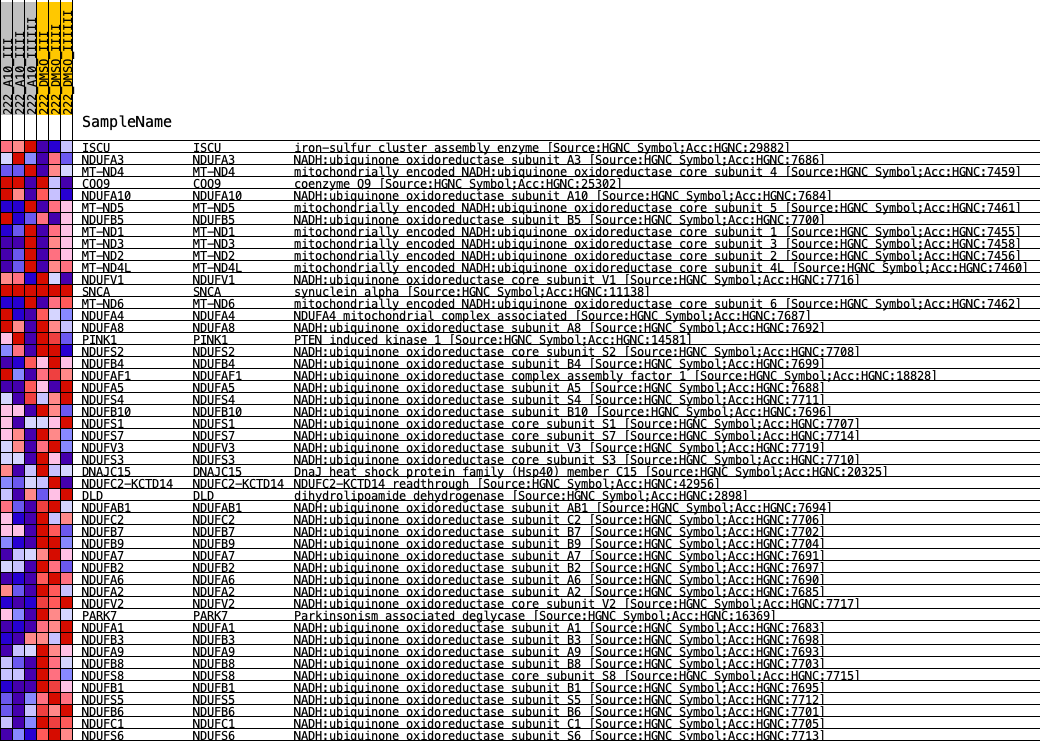 222_A10_III
222_A10_IIII
222_A10_IIIIII
222_DMSO_III
222_DMSO_IIII
222_DMSO_IIIIII
SampleName
ISCU ISCU iron-sulfur cluster assembly enzyme [Source:HGNC Symbol;Acc:HGNC:29882]
NDUFA3 NDUFA3 NADH:ubiquinone oxidoreductase subunit A3 [Source:HGNC Symbol;Acc:HGNC:7686]
MT-ND4 MT-ND4 mitochondrially encoded NADH:ubiquinone oxidoreductase core subunit 4 [Source:HGNC Symbol;Acc:HGNC:7459]
COQ9 COQ9 coenzyme Q9 [Source:HGNC Symbol;Acc:HGNC:25302]
NDUFA10 NDUFA10 NADH:ubiquinone oxidoreductase subunit A10 [Source:HGNC Symbol;Acc:HGNC:7684]
MT-ND5 MT-ND5 mitochondrially encoded NADH:ubiquinone oxidoreductase core subunit 5 [Source:HGNC Symbol;Acc:HGNC:7461]
NDUFB5 NDUFB5 NADH:ubiquinone oxidoreductase subunit B5 [Source:HGNC Symbol;Acc:HGNC:7700]
MT-ND1 MT-ND1 mitochondrially encoded NADH:ubiquinone oxidoreductase core subunit 1 [Source:HGNC Symbol;Acc:HGNC:7455]
MT-ND3 MT-ND3 mitochondrially encoded NADH:ubiquinone oxidoreductase core subunit 3 [Source:HGNC Symbol;Acc:HGNC:7458]
MT-ND2 MT-ND2 mitochondrially encoded NADH:ubiquinone oxidoreductase core subunit 2 [Source:HGNC Symbol;Acc:HGNC:7456]
MT-ND4L MT-ND4L mitochondrially encoded NADH:ubiquinone oxidoreductase core subunit 4L [Source:HGNC Symbol;Acc:HGNC:7460]
NDUFV1 NDUFV1 NADH:ubiquinone oxidoreductase core subunit V1 [Source:HGNC Symbol;Acc:HGNC:7716]
SNCA SNCA synuclein alpha [Source:HGNC Symbol;Acc:HGNC:11138]
MT-ND6 MT-ND6 mitochondrially encoded NADH:ubiquinone oxidoreductase core subunit 6 [Source:HGNC Symbol;Acc:HGNC:7462]
NDUFA4 NDUFA4 NDUFA4 mitochondrial complex associated [Source:HGNC Symbol;Acc:HGNC:7687]
NDUFA8 NDUFA8 NADH:ubiquinone oxidoreductase subunit A8 [Source:HGNC Symbol;Acc:HGNC:7692]
PINK1 PINK1 PTEN induced kinase 1 [Source:HGNC Symbol;Acc:HGNC:14581]
NDUFS2 NDUFS2 NADH:ubiquinone oxidoreductase core subunit S2 [Source:HGNC Symbol;Acc:HGNC:7708]
NDUFB4 NDUFB4 NADH:ubiquinone oxidoreductase subunit B4 [Source:HGNC Symbol;Acc:HGNC:7699]
NDUFAF1 NDUFAF1 NADH:ubiquinone oxidoreductase complex assembly factor 1 [Source:HGNC Symbol;Acc:HGNC:18828]
NDUFA5 NDUFA5 NADH:ubiquinone oxidoreductase subunit A5 [Source:HGNC Symbol;Acc:HGNC:7688]
NDUFS4 NDUFS4 NADH:ubiquinone oxidoreductase subunit S4 [Source:HGNC Symbol;Acc:HGNC:7711]
NDUFB10 NDUFB10 NADH:ubiquinone oxidoreductase subunit B10 [Source:HGNC Symbol;Acc:HGNC:7696]
NDUFS1 NDUFS1 NADH:ubiquinone oxidoreductase core subunit S1 [Source:HGNC Symbol;Acc:HGNC:7707]
NDUFS7 NDUFS7 NADH:ubiquinone oxidoreductase core subunit S7 [Source:HGNC Symbol;Acc:HGNC:7714]
NDUFV3 NDUFV3 NADH:ubiquinone oxidoreductase subunit V3 [Source:HGNC Symbol;Acc:HGNC:7719]
NDUFS3 NDUFS3 NADH:ubiquinone oxidoreductase core subunit S3 [Source:HGNC Symbol;Acc:HGNC:7710]
DNAJC15 DNAJC15 DnaJ heat shock protein family (Hsp40) member C15 [Source:HGNC Symbol;Acc:HGNC:20325]
NDUFC2-KCTD14 NDUFC2-KCTD14 NDUFC2-KCTD14 readthrough [Source:HGNC Symbol;Acc:HGNC:42956]
DLD DLD dihydrolipoamide dehydrogenase [Source:HGNC Symbol;Acc:HGNC:2898]
NDUFAB1 NDUFAB1 NADH:ubiquinone oxidoreductase subunit AB1 [Source:HGNC Symbol;Acc:HGNC:7694]
NDUFC2 NDUFC2 NADH:ubiquinone oxidoreductase subunit C2 [Source:HGNC Symbol;Acc:HGNC:7706]
NDUFB7 NDUFB7 NADH:ubiquinone oxidoreductase subunit B7 [Source:HGNC Symbol;Acc:HGNC:7702]
NDUFB9 NDUFB9 NADH:ubiquinone oxidoreductase subunit B9 [Source:HGNC Symbol;Acc:HGNC:7704]
NDUFA7 NDUFA7 NADH:ubiquinone oxidoreductase subunit A7 [Source:HGNC Symbol;Acc:HGNC:7691]
NDUFB2 NDUFB2 NADH:ubiquinone oxidoreductase subunit B2 [Source:HGNC Symbol;Acc:HGNC:7697]
NDUFA6 NDUFA6 NADH:ubiquinone oxidoreductase subunit A6 [Source:HGNC Symbol;Acc:HGNC:7690]
NDUFA2 NDUFA2 NADH:ubiquinone oxidoreductase subunit A2 [Source:HGNC Symbol;Acc:HGNC:7685]
NDUFV2 NDUFV2 NADH:ubiquinone oxidoreductase core subunit V2 [Source:HGNC Symbol;Acc:HGNC:7717]
PARK7 PARK7 Parkinsonism associated deglycase [Source:HGNC Symbol;Acc:HGNC:16369]
NDUFA1 NDUFA1 NADH:ubiquinone oxidoreductase subunit A1 [Source:HGNC Symbol;Acc:HGNC:7683]
NDUFB3 NDUFB3 NADH:ubiquinone oxidoreductase subunit B3 [Source:HGNC Symbol;Acc:HGNC:7698]
NDUFA9 NDUFA9 NADH:ubiquinone oxidoreductase subunit A9 [Source:HGNC Symbol;Acc:HGNC:7693]
NDUFB8 NDUFB8 NADH:ubiquinone oxidoreductase subunit B8 [Source:HGNC Symbol;Acc:HGNC:7703]
NDUFS8 NDUFS8 NADH:ubiquinone oxidoreductase core subunit S8 [Source:HGNC Symbol;Acc:HGNC:7715]
NDUFB1 NDUFB1 NADH:ubiquinone oxidoreductase subunit B1 [Source:HGNC Symbol;Acc:HGNC:7695]
NDUFS5 NDUFS5 NADH:ubiquinone oxidoreductase subunit S5 [Source:HGNC Symbol;Acc:HGNC:7712]
NDUFB6 NDUFB6 NADH:ubiquinone oxidoreductase subunit B6 [Source:HGNC Symbol;Acc:HGNC:7701]
NDUFC1 NDUFC1 NADH:ubiquinone oxidoreductase subunit C1 [Source:HGNC Symbol;Acc:HGNC:7705]
NDUFS6 NDUFS6 NADH:ubiquinone oxidoreductase subunit S6 [Source:HGNC Symbol;Acc:HGNC:7713]